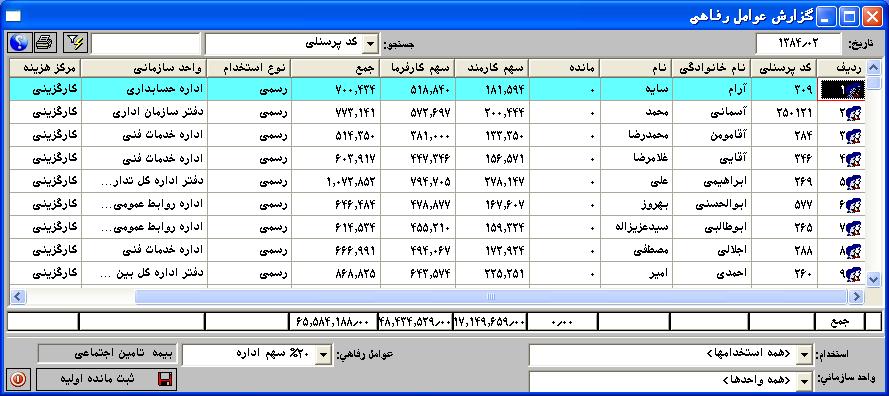 گزارش عوامل رفاهی
تاریخ: ۱۳۸۴/۰۲ جستجو: کد پرسنلی
ردیف کد پرسنلی نام خانوادگی نام مانده سهم کارمند سهم کارفرما جمع نوع استخدام واحد سازمانی مرکز هزینه
۱ ۳۰۹ آرام سایه ۰ ۱۸۱,۵۹۴ ۵۱۸,۸۴۰ ۷۰۰,۴۳۴ رسمی اداره حسابداری کارگزینی
۲ ۲۵۰۱۲۱ آسمانی محمد ۰ ۲۰۰,۴۴۴ ۵۷۲,۶۹۷ ۷۷۳,۱۴۱ رسمی دفتر سازمان اداری کارگزینی
۳ ۲۸۴ آقامومن محمدرضا ۰ ۱۳۳,۳۵۰ ۳۸۱,۰۰۰ ۵۱۴,۳۵۰ رسمی اداره خدمات فنی کارگزینی
۴ ۳۴۶ آقایی غلامرضا ۰ ۱۵۶,۵۷۱ ۴۴۷,۳۴۶ ۶۰۳,۹۱۷ رسمی اداره خدمات فنی کارگزینی
۵ ۲۶۹ ابراهیمی علی ۰ ۲۷۸,۱۴۷ ۷۹۴,۷۰۵ ۱,۰۷۲,۸۵۲ رسمی دفتر اداره کل تدار... کارگزینی
۶ ۵۷۷ ابوالحسنی بهروز ۰ ۱۶۷,۶۰۷ ۴۷۸,۸۷۷ ۶۴۶,۴۸۴ رسمی اداره روابط عمومی... کارگزینی
۷ ۲۶۵ ابوطالبی سیدعزیزاله ۰ ۱۵۹,۳۲۴ ۴۵۵,۲۱۰ ۶۱۴,۵۳۴ رسمی اداره روابط عمومی... کارگزینی
۸ ۲۸۸ اجلالی مصطفی ۰ ۱۷۲,۹۲۴ ۴۹۴,۰۶۷ ۶۶۶,۹۹۱ رسمی اداره خدمات فنی کارگزینی
۹ ۲۶۰ احمدی امیر ۰ ۲۲۵,۲۵۱ ۶۴۳,۵۷۴ ۸۶۸,۸۲۵ رسمی دفتر اداره کل بین ... کارگزینی
جمع ۰/۰۰ ۱۷,۱۴۹,۶۵۹/۰۰ ۴۸,۴۳۴,۵۲۹/۰۰ ۶۵,۵۸۴,۱۸۸/۰۰
استخدام: <همه استخدامها> عوامل رفاهی: ۲۰% سهم اداره بیمه تامین اجتماعی
واحد سازمانی: <همه واحدها> ثبت مانده اولیه